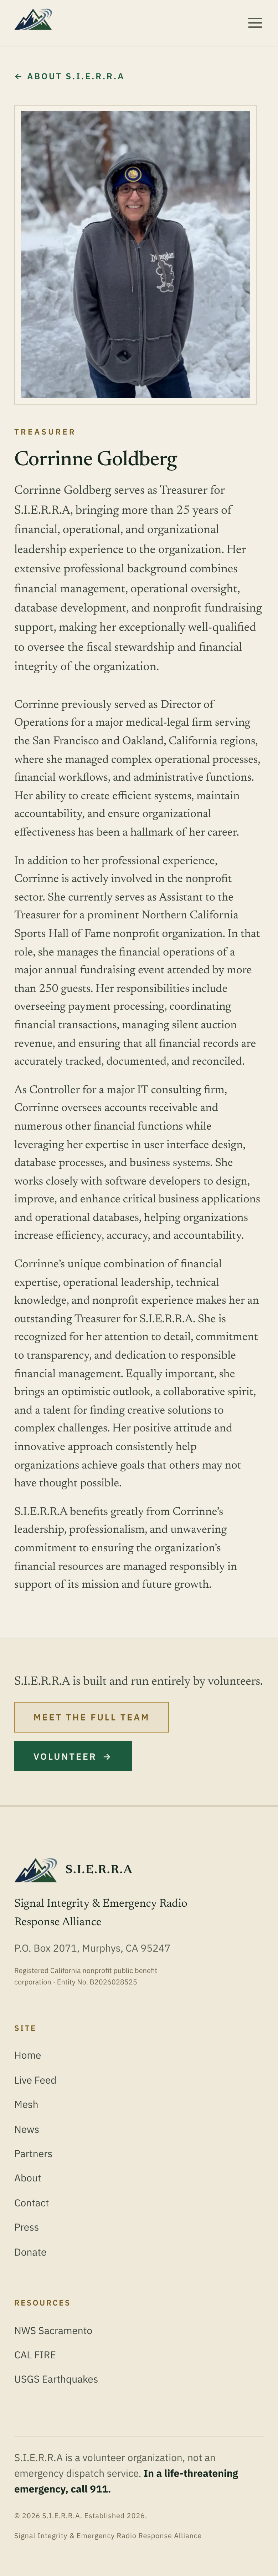 ← ABOUT S.I.E.R.R.A
TREASURER
Corrinne Goldberg
Corrinne Goldberg serves as Treasurer for
S.I.E.R.R.A, bringing more than 25 years of
financial, operational, and organizational
leadership experience to the organization. Her
extensive professional background combines
financial management, operational oversight,
database development, and nonprofit fundraising
support, making her exceptionally well-qualified
to oversee the fiscal stewardship and financial
integrity of the organization.
Corrinne previously served as Director of
Operations for a major medical-legal firm serving
the San Francisco and Oakland, California regions,
where she managed complex operational processes,
financial workflows, and administrative functions.
Her ability to create efficient systems, maintain
accountability, and ensure organizational
effectiveness has been a hallmark of her career.
In addition to her professional experience,
Corrinne is actively involved in the nonprofit
sector. She currently serves as Assistant to the
Treasurer for a prominent Northern California
Sports Hall of Fame nonprofit organization. In that
role, she manages the financial operations of a
major annual fundraising event attended by more
than 250 guests. Her responsibilities include
overseeing payment processing, coordinating
financial transactions, managing silent auction
revenue, and ensuring that all financial records are
accurately tracked, documented, and reconciled.
As Controller for a major IT consulting firm,
Corrinne oversees accounts receivable and
numerous other financial functions while
leveraging her expertise in user interface design,
database processes, and business systems. She
works closely with software developers to design,
improve, and enhance critical business applications
and operational databases, helping organizations
increase efficiency, accuracy, and accountability.
Corrinne's unique combination of financial
expertise, operational leadership, technical
knowledge, and nonprofit experience makes her an
outstanding Treasurer for S.I.E.R.R.A. She is
recognized for her attention to detail, commitment
to transparency, and dedication to responsible
financial management. Equally important, she
brings an optimistic outlook, a collaborative spirit,
and a talent for finding creative solutions to
complex challenges. Her positive attitude and
innovative approach consistently help
organizations achieve goals that others may not
have thought possible.
S.I.E.R.R.A benefits greatly from Corrinne's
leadership, professionalism, and unwavering
commitment to ensuring the organization's
financial resources are managed responsibly in
support of its mission and future growth.
S.I.E.R.R.A is built and run entirely by volunteers.
MEET THE FULL TEAM
VOLUNTEER →
S.I.E.R.R.A
Signal Integrity & Emergency Radio
Response Alliance
P.O. Box 2071, Murphys, CA 95247
Registered California nonprofit public benefit
corporation · Entity No. B2026028525
SITE
Home
Live Feed
Mesh
News
Partners
About
Contact
Press
Donate
RESOURCES
NWS Sacramento
CAL FIRE
USGS Earthquakes
S.I.E.R.R.A is a volunteer organization, not an
emergency dispatch service. In a life-threatening
emergency, call 911.
© 2026 S.I.E.R.R.A. Established 2026.
Signal Integrity & Emergency Radio Response Alliance